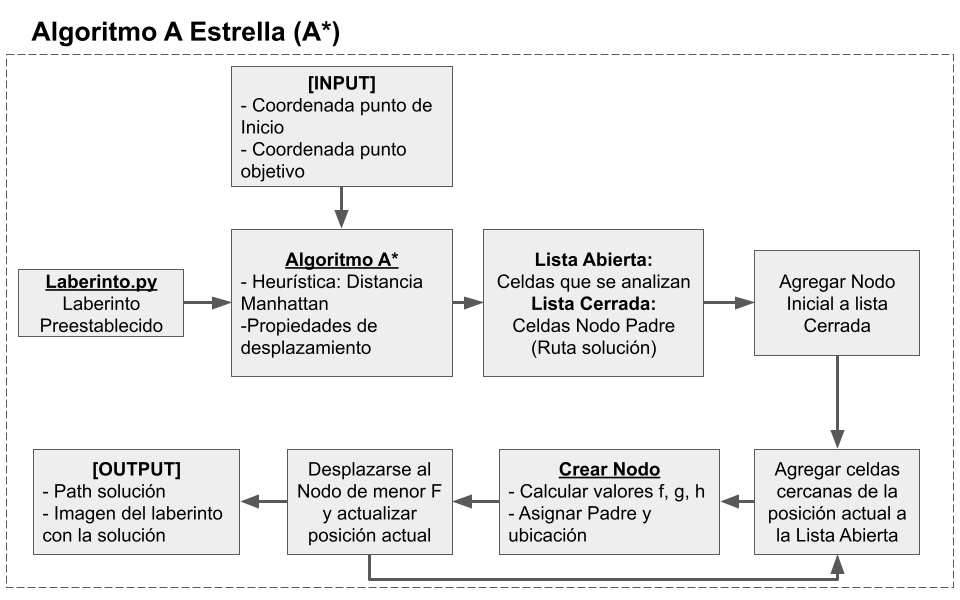 Algoritmo A Estrella (A*)
[INPUT]
- Coordenada punto de
Inicio
- Coordenada punto
objetivo
Laberinto.py
Laberinto
Preestablecido
Algoritmo A*
- Heurística: Distancia
Manhattan
-Propiedades de
desplazamiento
Lista Abierta:
Celdas que se analizan
Lista Cerrada:
Celdas Nodo Padre
(Ruta solución)
Agregar Nodo
Inicial a lista
Cerrada
Agregar celdas
cercanas de la
posición actual a
la Lista Abierta
Crear Nodo
- Calcular valores f, g, h
- Asignar Padre y
ubicación
Desplazarse al
Nodo de menor F
y actualizar
posición actual
[OUTPUT]
- Path solución
- Imagen del laberinto
con la solución